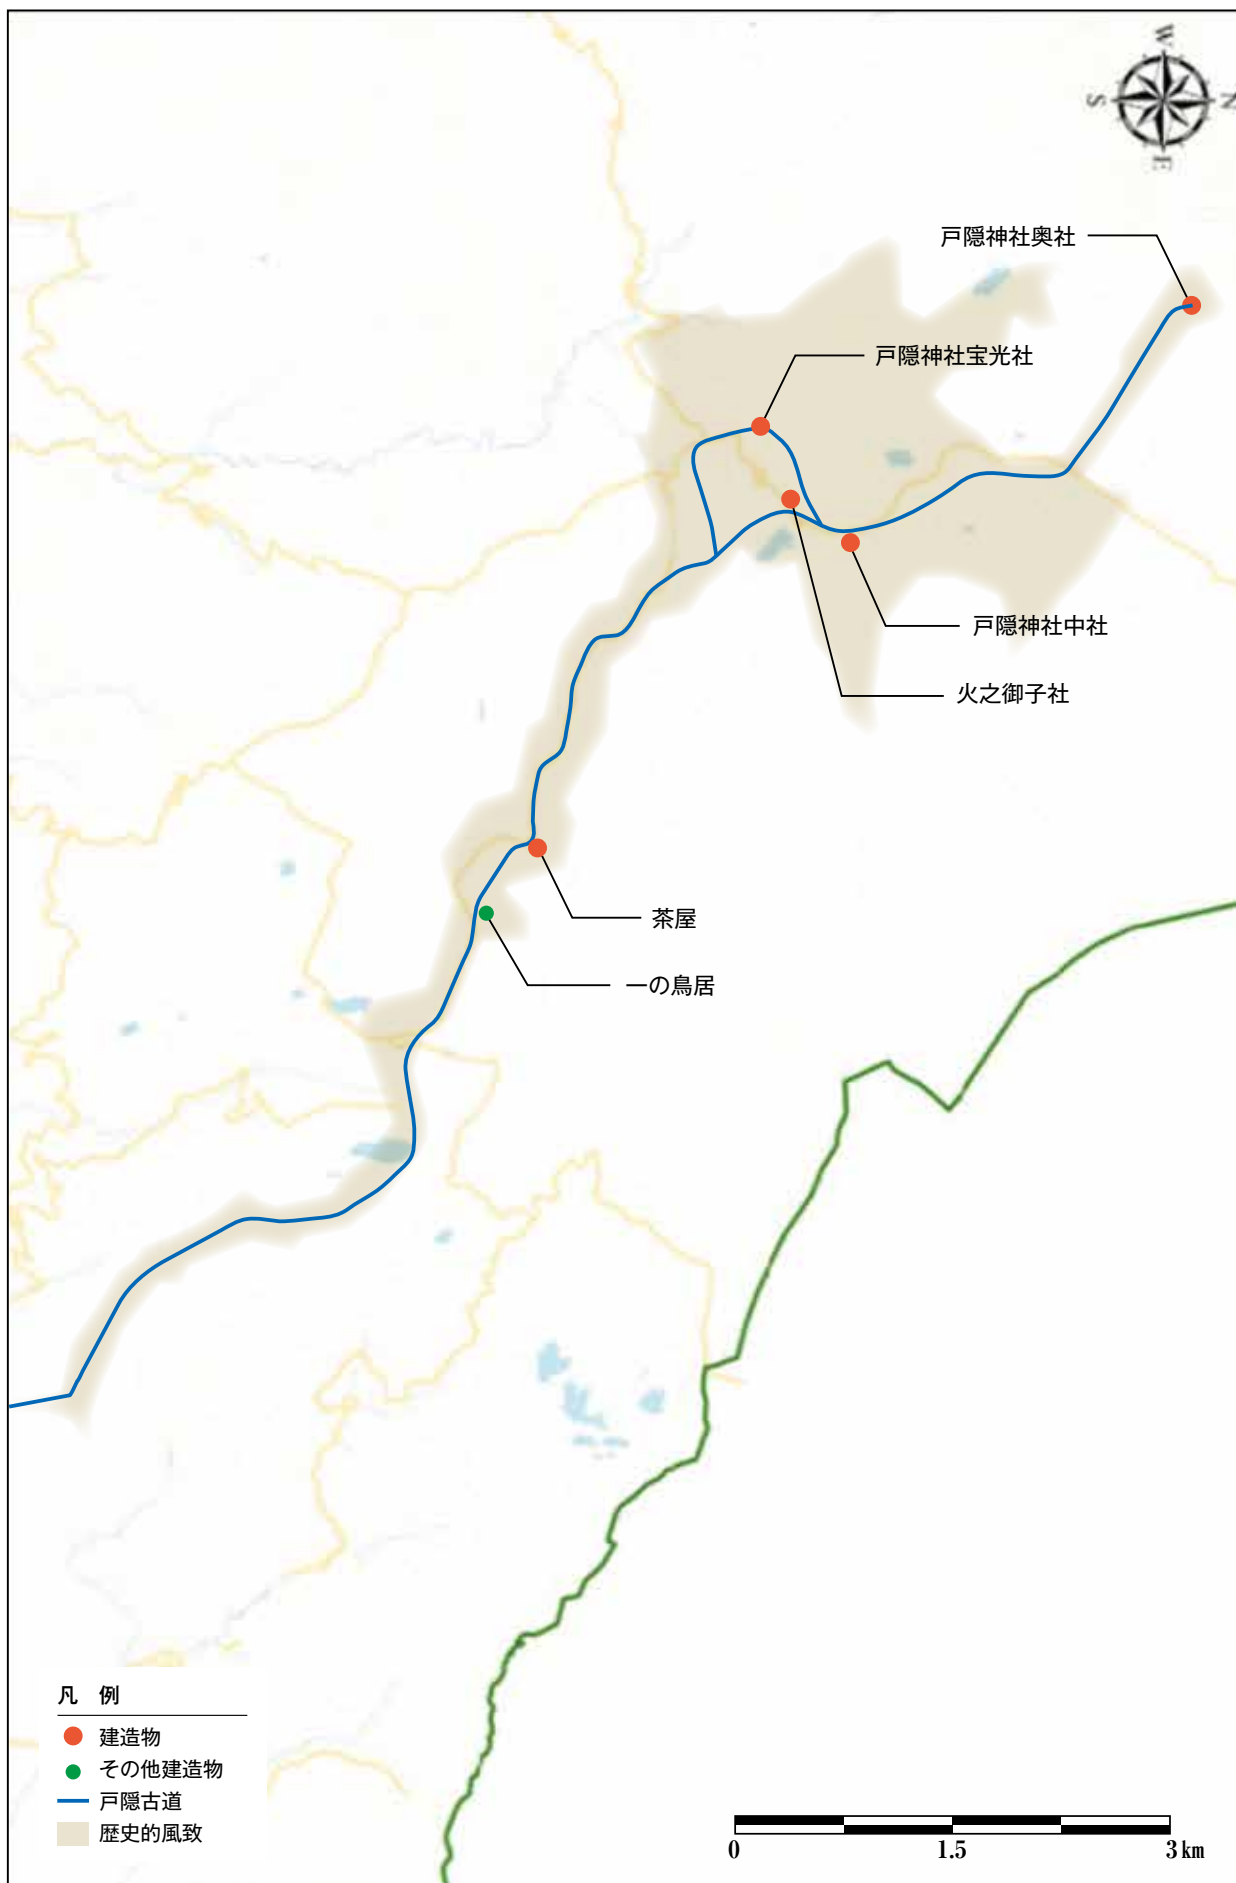 W
S
N
E
戸隠神社奥社
戸隠神社宝光社
戸隠神社中社
火之御子社
茶屋
一の鳥居
凡 例
建造物
その他建造物
戸隠古道
歴史的風致
0 1.5 3km